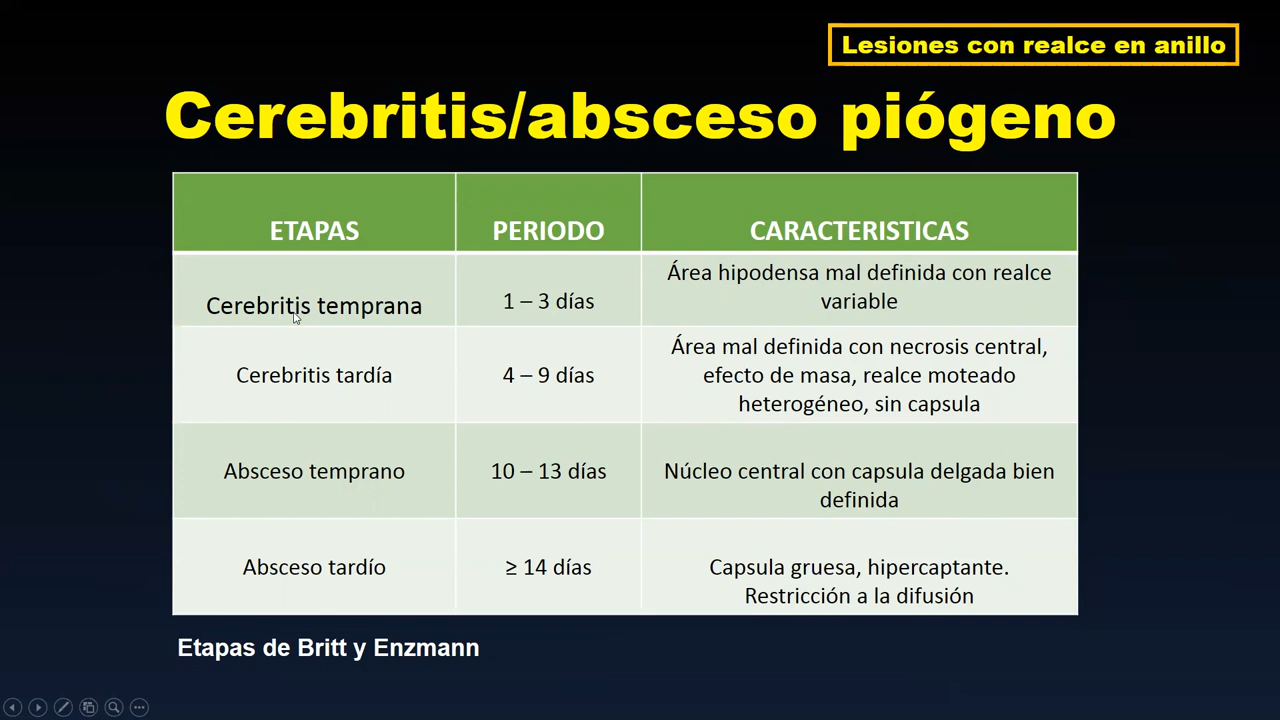 Lesiones con realce en anillo
Cerebritis/absceso piógeno
ETAPAS
PERIODO
CARACTERISTICAS
Cerebritis temprana
1 – 3 días
Área hipodensa mal definida con realce
variable
Cerebritis tardía
4 – 9 días
Área mal definida con necrosis central,
efecto de masa, realce moteado
heterogéneo, sin capsula
Absceso temprano
10 – 13 días
Núcleo central con capsula delgada bien
definida
Absceso tardío
≥ 14 días
Capsula gruesa, hipercaptante.
Restricción a la difusión
Etapas de Britt y Enzmann